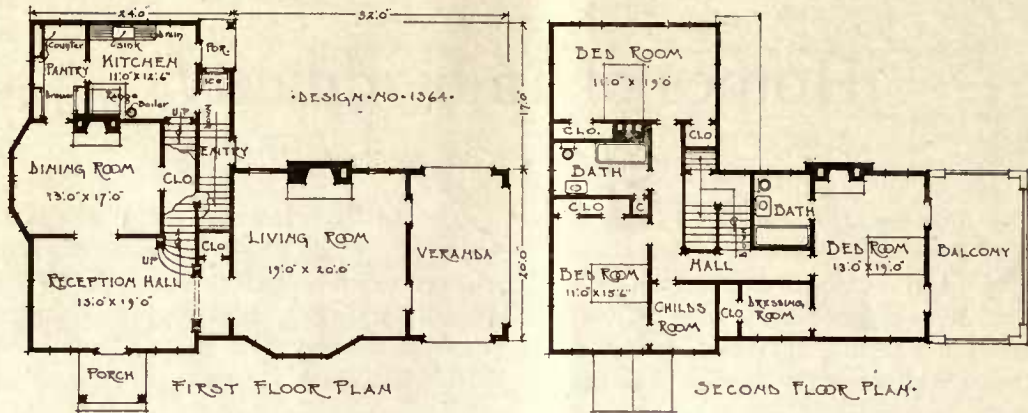 24'0"
32'0"
Counter
Sink
Drain
POR.
PANTRY
KITCHEN
11'0" X 12'6"
ICE
Dresser
Range
Boiler
UP
Down
ENTRY
·DESIGN·NO·1364·
17'0"
DINING ROOM
13'0" X 17'0"
CLO
CLO
LIVING ROOM
19'0" X 20'0"
VERANDA
20'0"
UP
RECEPTION HALL
13'0" X 19'0"
PORCH
FIRST FLOOR PLAN
BED ROOM
11'0" X 19'0"
CLO.
CLO
BATH
CLO
C
BATH
HALL
BED ROOM
11'0" X 15'6"
BED ROOM
13'0" X 19'0"
BALCONY
CHILDS
ROOM
CLO
DRESSING
ROOM
SECOND FLOOR PLAN·